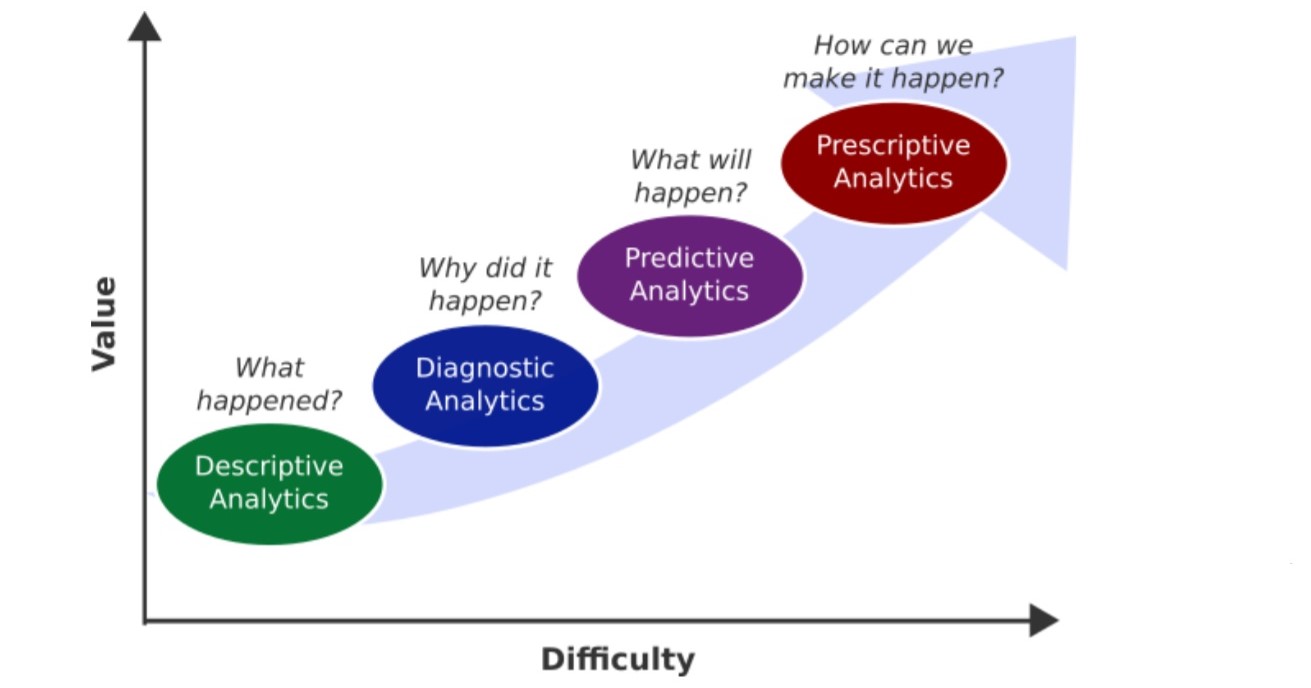 How can we
make it happen?
Prescriptive
Analytics
What will
happen?
Predictive
Analytics
Why did it
happen?
Diagnostic
Analytics
What
happened?
Descriptive
Analytics
Value
Difficulty